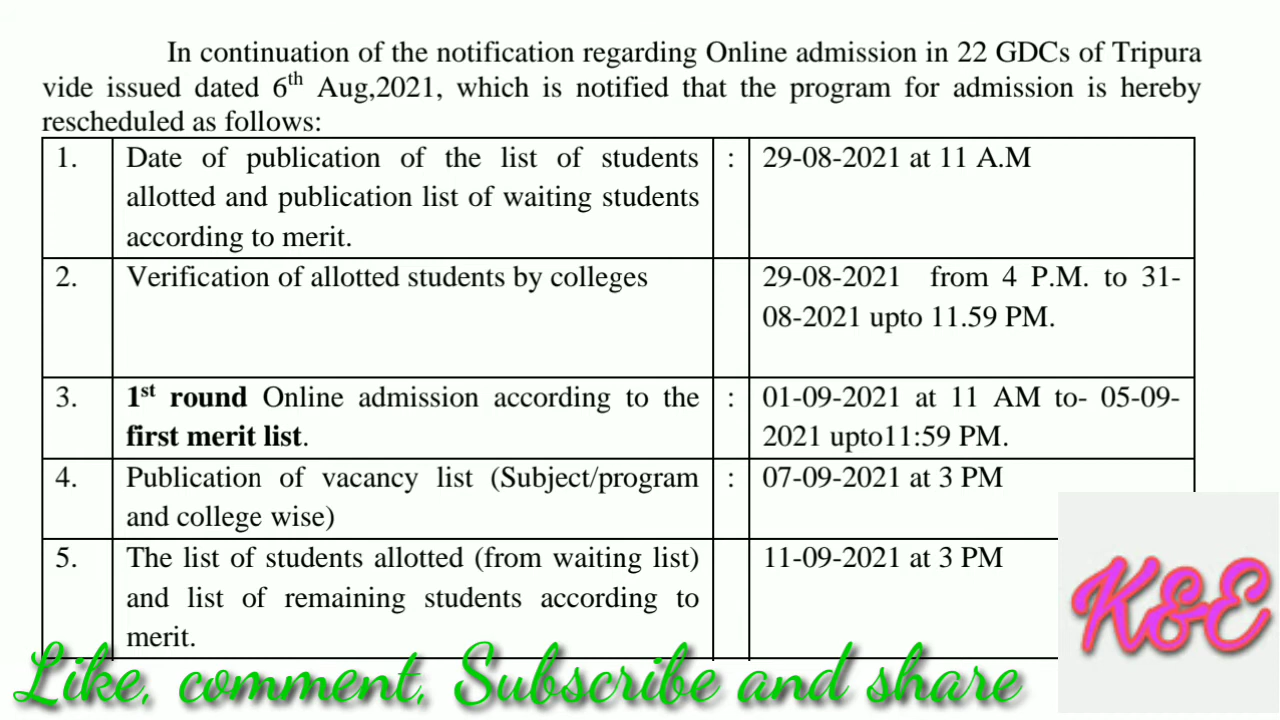 In continuation of the notification regarding Online admission in 22 GDCs of Tripura
vide issued dated 6th Aug,2021, which is notified that the program for admission is hereby
rescheduled as follows:
1. Date of publication of the list of students : 29-08-2021 at 11 A.M
allotted and publication list of waiting students
according to merit.
2. Verification of allotted students by colleges 29-08-2021 from 4 P.M. to 31-
08-2021 upto 11.59 PM.
3. 1st round Online admission according to the : 01-09-2021 at 11 AM to- 05-09-
first merit list. 2021 upto11:59 PM.
4. Publication of vacancy list (Subject/program : 07-09-2021 at 3 PM
and college wise)
5. The list of students allotted (from waiting list) 11-09-2021 at 3 PM
and list of remaining students according to
merit.
K&E
Like, comment, Subscribe and share